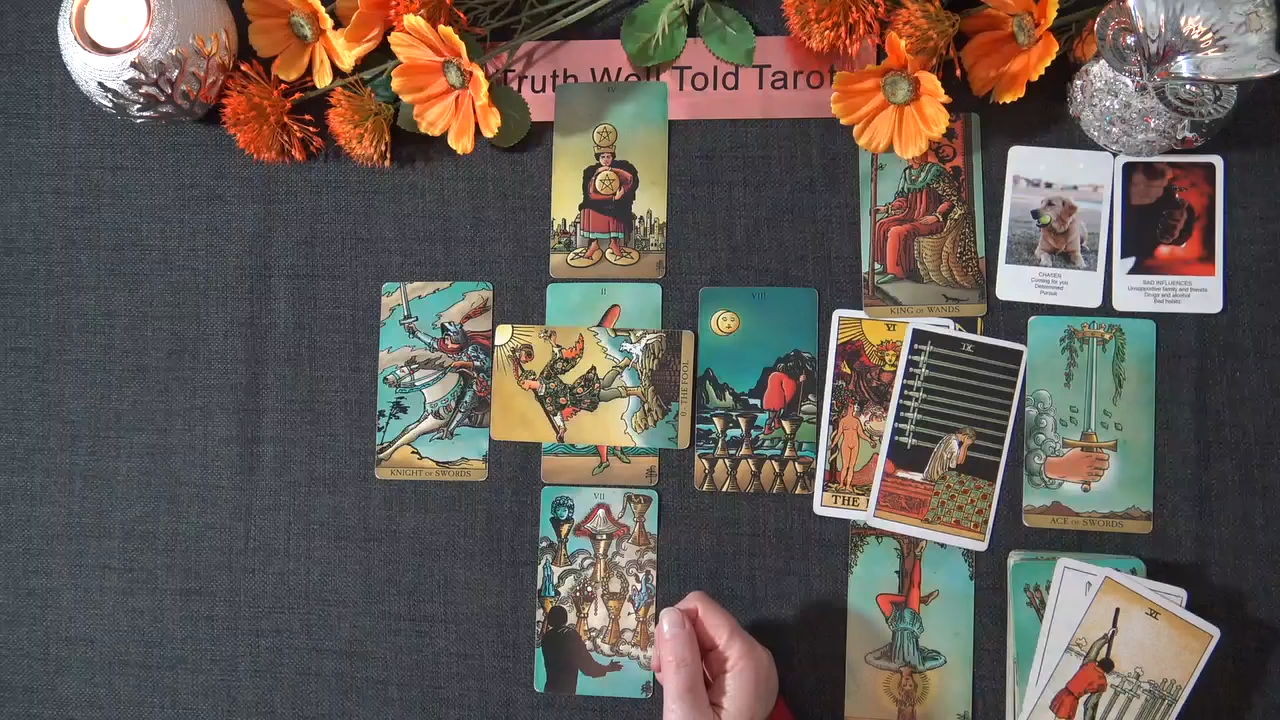 Truth Well Told Tarot
IV
KING OF WANDS
CHASER
Coming for you
Determined
Pursuit
BAD INFLUENCES
Unsupportive family and friends
Drugs and alcohol
Bad habits
KNIGHT OF SWORDS
II
0 · THE FOOL
VIII
VI
THE
IX
ACE OF SWORDS
VII
VI